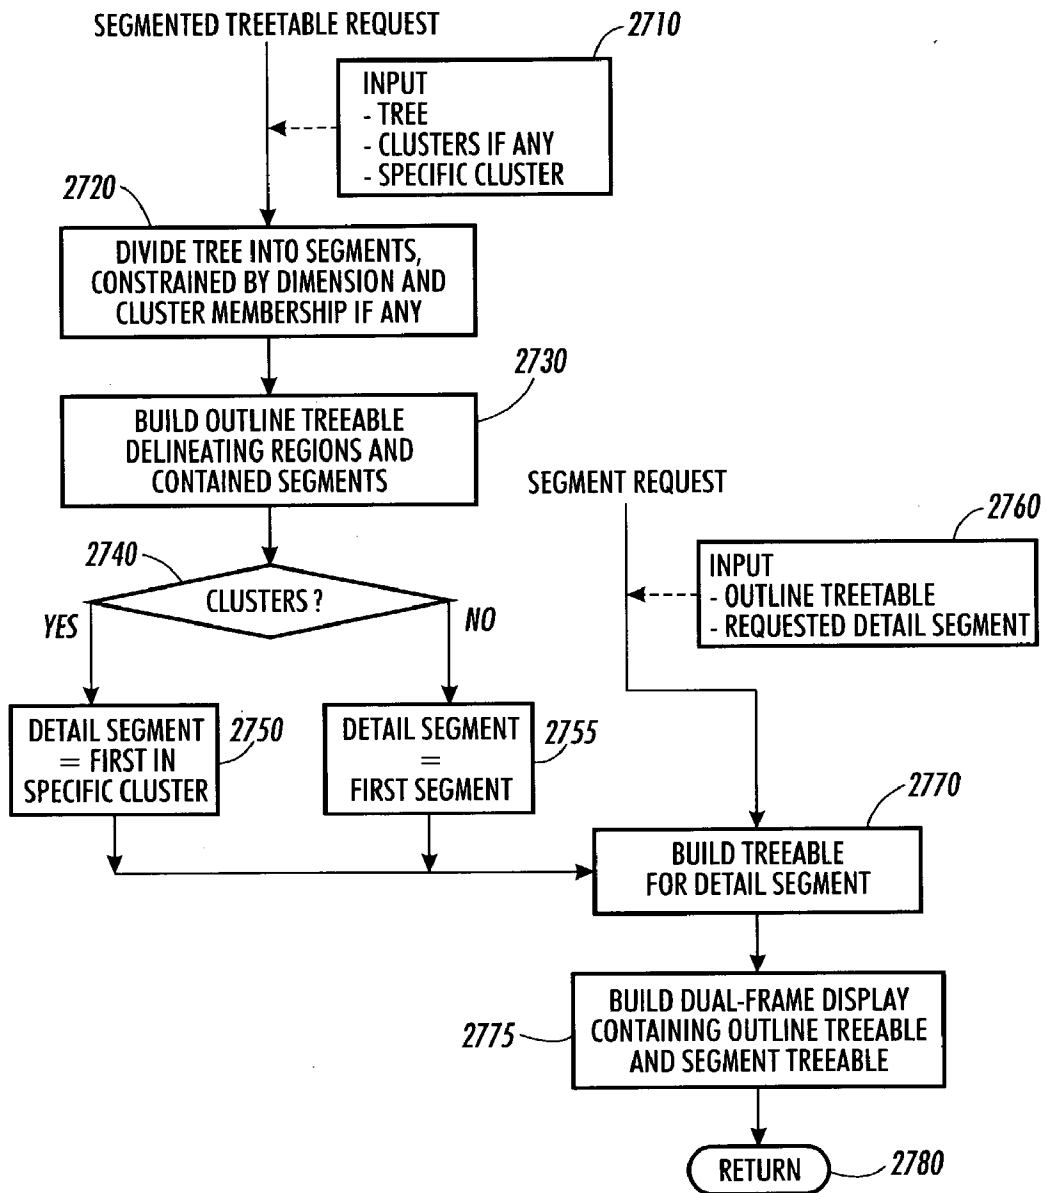 SEGMENTED TREETABLE REQUEST
2710
INPUT
- TREE
- CLUSTERS IF ANY
- SPECIFIC CLUSTER
2720
DIVIDE TREE INTO SEGMENTS,
CONSTRAINED BY DIMENSION AND
CLUSTER MEMBERSHIP IF ANY
2730
BUILD OUTLINE TREEABLE
DELINEATING REGIONS AND
CONTAINED SEGMENTS
SEGMENT REQUEST
2760
INPUT
- OUTLINE TREETABLE
- REQUESTED DETAIL SEGMENT
2740
CLUSTERS ?
YES
NO
DETAIL SEGMENT
= FIRST IN
SPECIFIC CLUSTER
2750
DETAIL SEGMENT
=
FIRST SEGMENT
2755
2770
BUILD TREEABLE
FOR DETAIL SEGMENT
BUILD DUAL-FRAME DISPLAY
CONTAINING OUTLINE TREEABLE
AND SEGMENT TREEABLE
2775
RETURN
2780